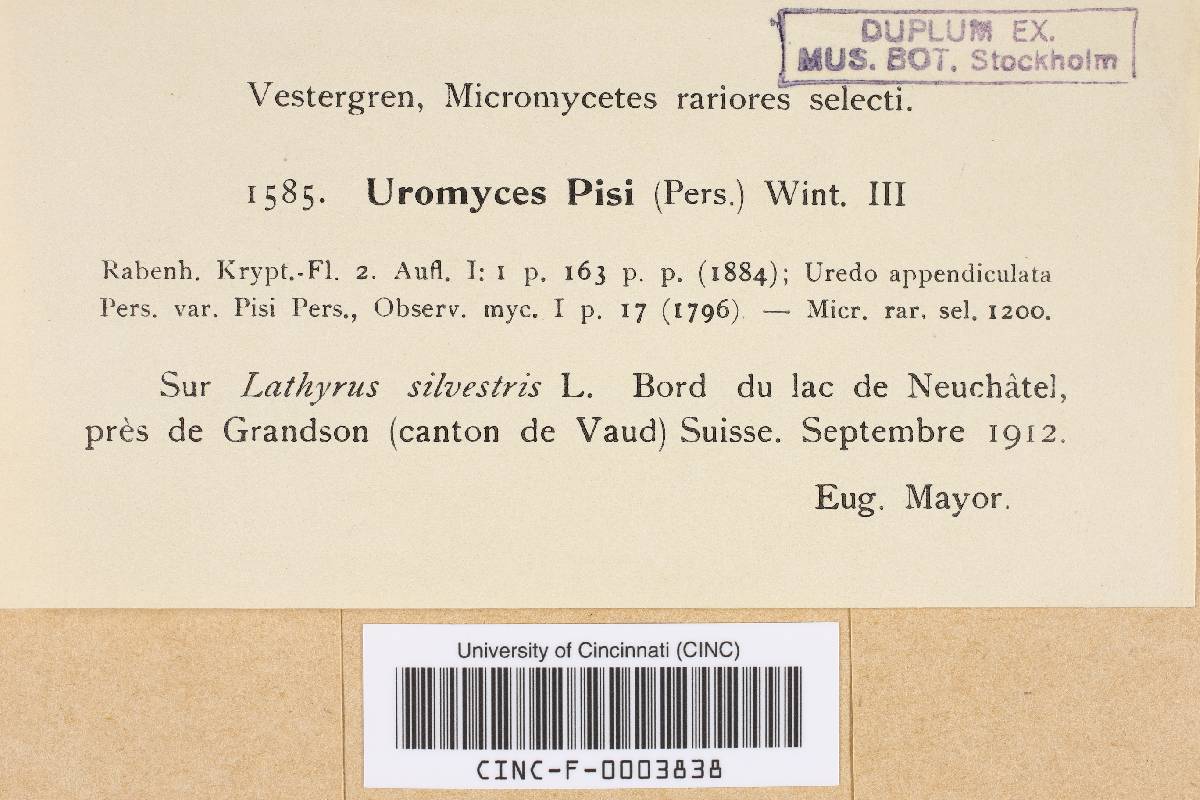 DUPLUM EX.
MUS. BOT. Stockholm
Vestergren, Micromycetes rariores selecti.
1585. Uromyces Pisi (Pers.) Wint. III
Rabenh. Krypt.-Fl. 2. Aufl. I: 1 p. 163 p. p. (1884); Uredo appendiculata
Pers. var. Pisi Pers., Observ. myc. I p. 17 (1796). — Micr. rar. sel. 1200.
Sur Lathyrus silvestris L. Bord du lac de Neuchâtel,
près de Grandson (canton de Vaud) Suisse. Septembre 1912.
Eug. Mayor.
University of Cincinnati (CINC)
CINC-F-0003838